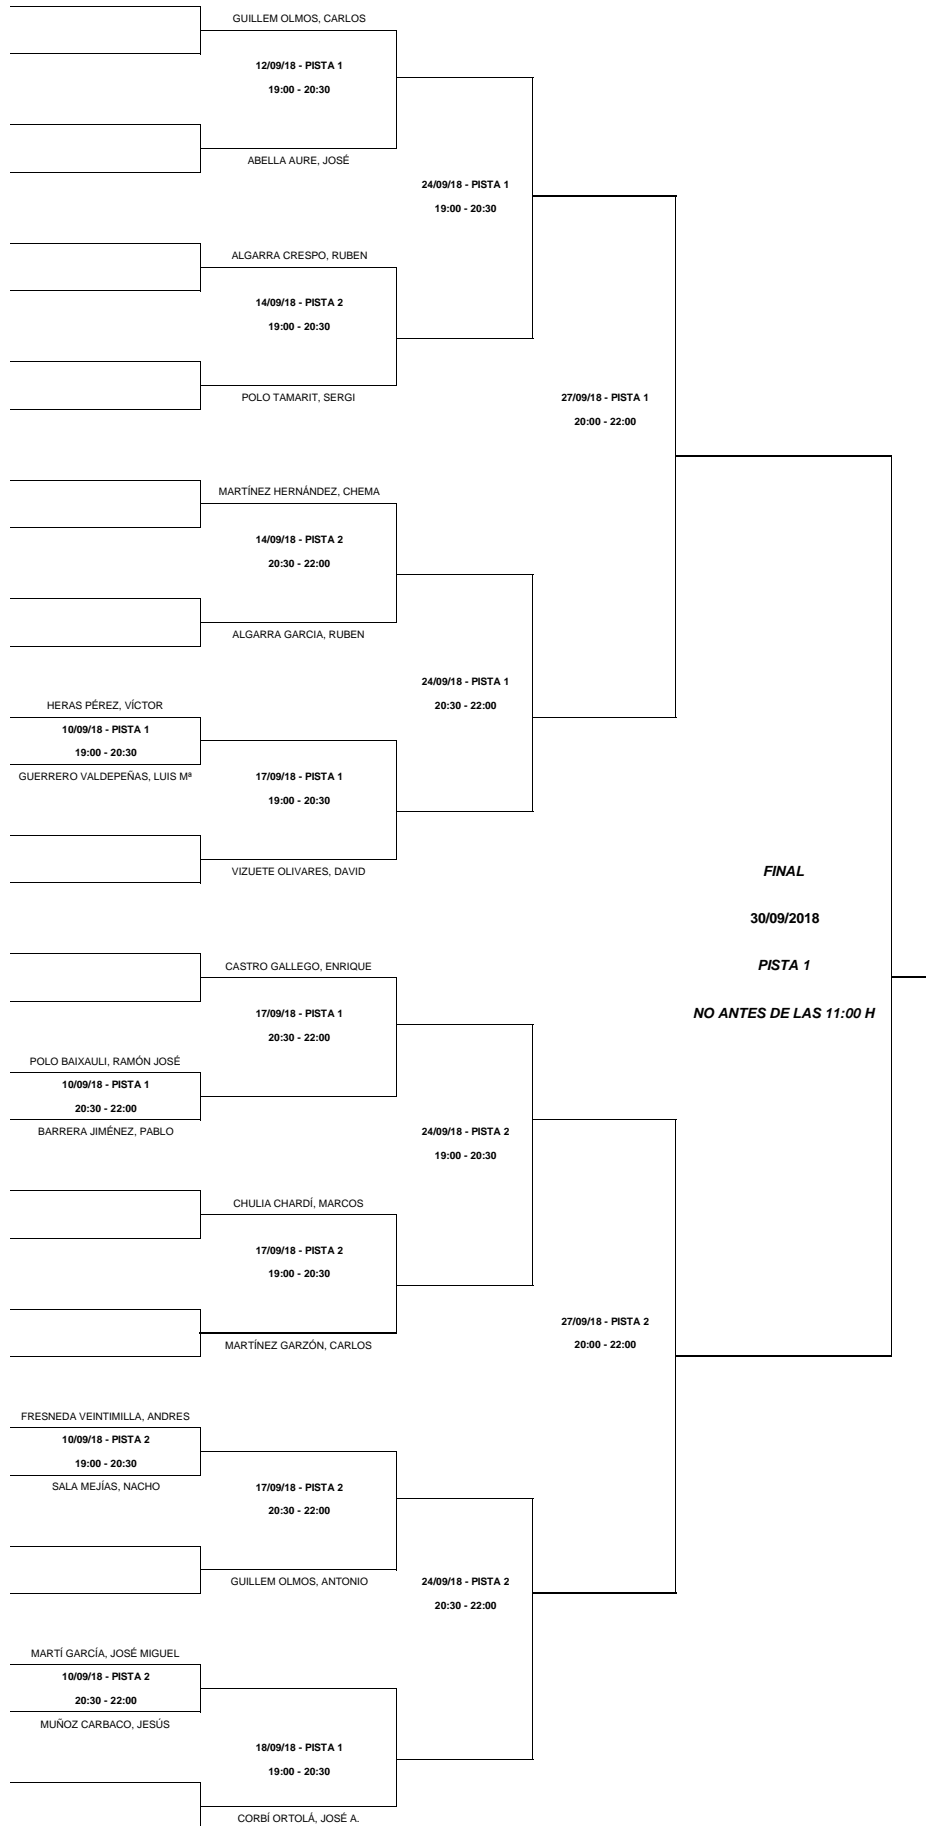 GUILLEM OLMOS, CARLOS
12/09/18 - PISTA 1
19:00 - 20:30
ABELLA AURE, JOSÉ
24/09/18 - PISTA 1
19:00 - 20:30
ALGARRA CRESPO, RUBEN
14/09/18 - PISTA 2
19:00 - 20:30
POLO TAMARIT, SERGI
27/09/18 - PISTA 1
20:00 - 22:00
MARTÍNEZ HERNÁNDEZ, CHEMA
14/09/18 - PISTA 2
20:30 - 22:00
ALGARRA GARCIA, RUBEN
24/09/18 - PISTA 1
20:30 - 22:00
HERAS PÉREZ, VÍCTOR
10/09/18 - PISTA 1
19:00 - 20:30
GUERRERO VALDEPEÑAS, LUIS Mª
17/09/18 - PISTA 1
19:00 - 20:30
VIZUETE OLIVARES, DAVID
FINAL
30/09/2018
PISTA 1
NO ANTES DE LAS 11:00 H
CASTRO GALLEGO, ENRIQUE
17/09/18 - PISTA 1
20:30 - 22:00
POLO BAIXAULI, RAMÓN JOSÉ
10/09/18 - PISTA 1
20:30 - 22:00
BARRERA JIMÉNEZ, PABLO
24/09/18 - PISTA 2
19:00 - 20:30
CHULIA CHARDÍ, MARCOS
17/09/18 - PISTA 2
19:00 - 20:30
MARTÍNEZ GARZÓN, CARLOS
27/09/18 - PISTA 2
20:00 - 22:00
FRESNEDA VEINTIMILLA, ANDRES
10/09/18 - PISTA 2
19:00 - 20:30
SALA MEJÍAS, NACHO
17/09/18 - PISTA 2
20:30 - 22:00
GUILLEM OLMOS, ANTONIO
24/09/18 - PISTA 2
20:30 - 22:00
MARTÍ GARCÍA, JOSÉ MIGUEL
10/09/18 - PISTA 2
20:30 - 22:00
MUÑOZ CARBACO, JESÚS
18/09/18 - PISTA 1
19:00 - 20:30
CORBÍ ORTOLÁ, JOSÉ A.